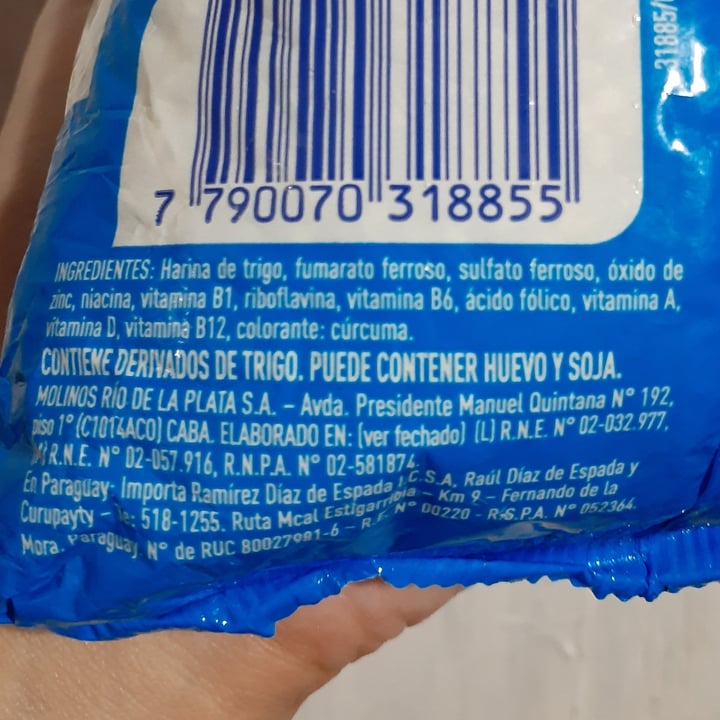 31885/
7 790070 318855
INGREDIENTES: Harina de trigo, fumarato ferroso, sulfato ferroso, óxido de
zinc, niacina, vitamina B1, riboflavina, vitamina B6, ácido fólico, vitamina A,
vitamina D, vitamina B12, colorante: cúrcuma.
CONTIENE DERIVADOS DE TRIGO. PUEDE CONTENER HUEVO Y SOJA.
MOLINOS RÍO DE LA PLATA S.A. – Avda. Presidente Manuel Quintana N° 192,
piso 1° (C1014ACO) CABA. ELABORADO EN: (ver fechado) (L) R.N.E. N° 02-032.977,
R.N.E. N° 02-057.916, R.N.P.A. N° 02-581874.
En Paraguay- Importa Ramírez Díaz de Espada I.C.S.A. Raúl Díaz de Espada y
Curupayty – 518-1255. Ruta Mcal Estigarribia – Km 9 – Fernando de la
Mora. Paraguay. N° de RUC 80027981-6 – R.E. N° 00220 – R.S.P.A. N° 052364.